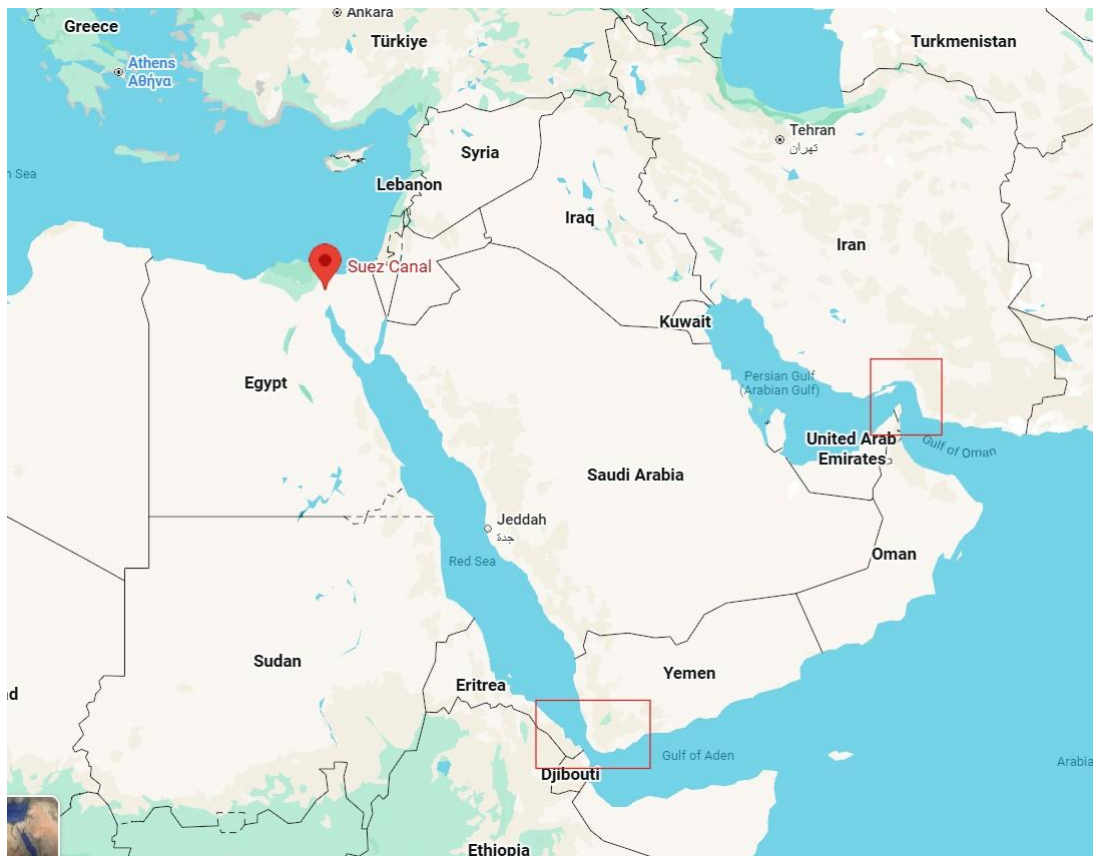 Ankara
Greece
Türkiye
Turkmenistan
Athens
Αθήνα
Tehran
تهران
Syria
n Sea
Lebanon
Iraq
Iran
Suez Canal
Kuwait
Egypt
Persian Gulf
(Arabian Gulf)
United Arab
Emirates
Gulf of Oman
Saudi Arabia
Jeddah
جدة
Red Sea
Oman
Sudan
Yemen
Eritrea
ad
Gulf of Aden
Arabia
Djibouti
Ethiopia